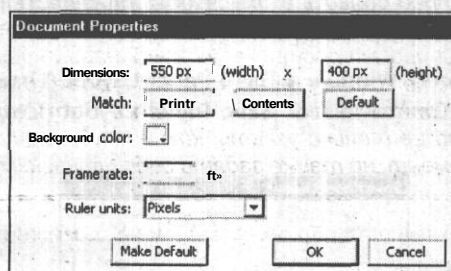 Document Properties
Dimensions: 550 px (width) x 400 px (height)
Match: Printr \ Contents Default
Background color:
Frame rate: ft»
Ruler units: Pixels
Make Default OK Cancel